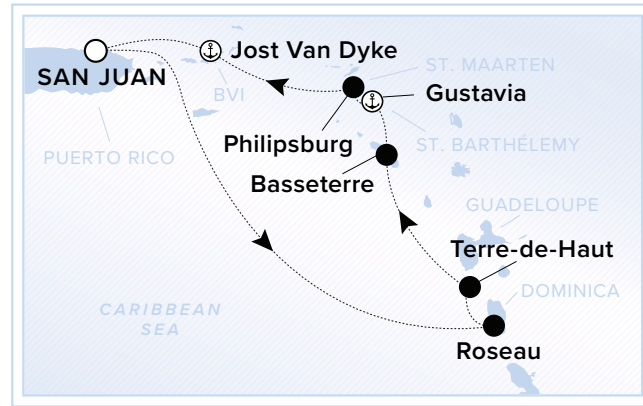 Jost Van Dyke
SAN JUAN
BVI
ST. MAARTEN
Gustavia
Philipsburg
ST. BARTHÉLEMY
PUERTO RICO
Basseterre
GUADELOUPE
Terre-de-Haut
DOMINICA
CARIBBEAN
SEA
Roseau